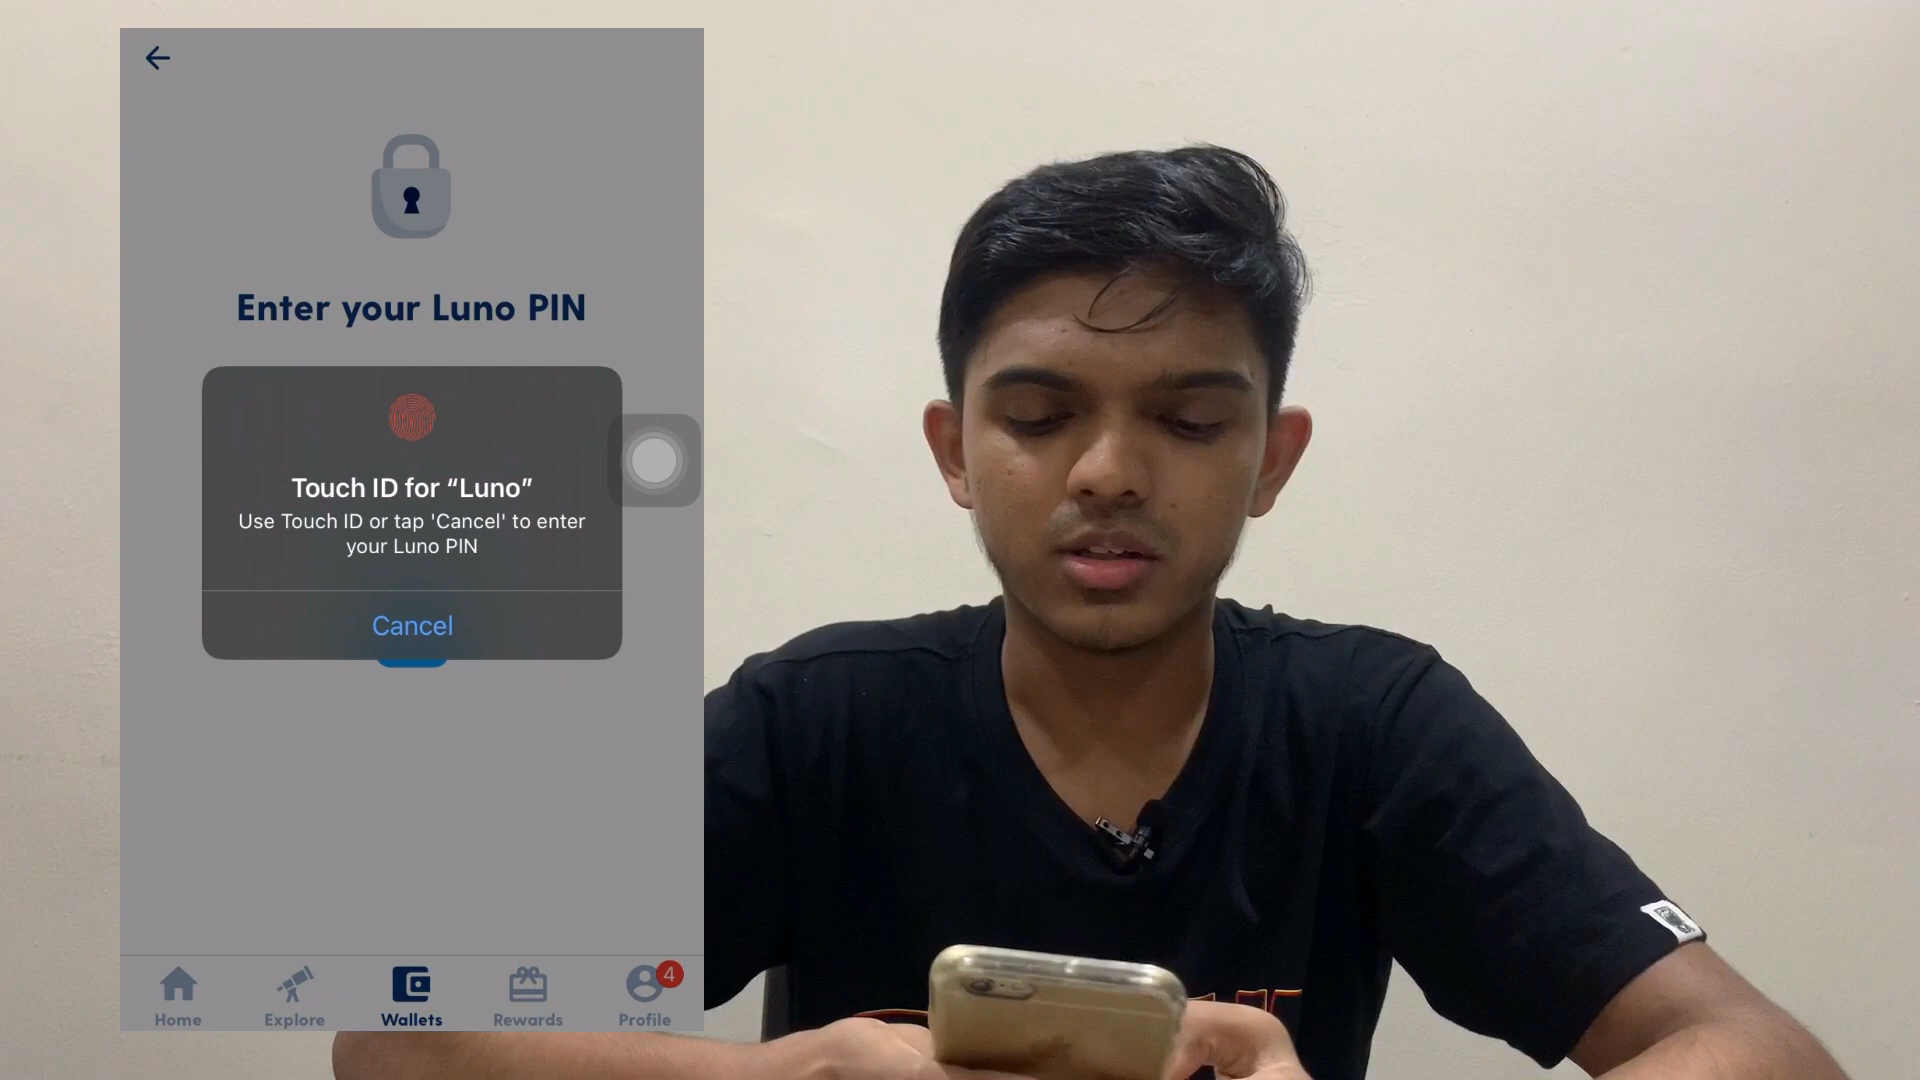 Enter your Luno PIN
Touch ID for “Luno”
Use Touch ID or tap 'Cancel' to enter
your Luno PIN
Cancel
4
Home
Explore
Wallets
Rewards
Profile